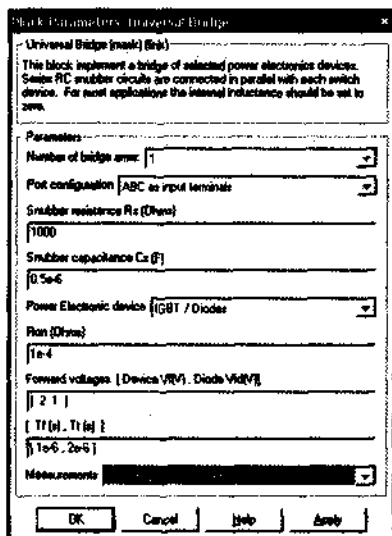 Block Parameters: Universal Bridge
Universal Bridge (mask) (link)
This block implement a bridge of selected power electronics devices.
Series RC snubber circuits are connected in parallel with each switch
device. For most applications the internal inductance should be set to
zero.
Parameters
Number of bridge arms: 1
Port configuration ABC as input terminals
Snubber resistance Rs (Ohms)
1000
Snubber capacitance Cs (F)
0.5e-6
Power Electronic device IGBT / Diodes
Ron (Ohms)
1e-4
Forward voltages [ Device Vf(V) , Diode Vfd(V)]
[ 2 1 ]
[ Tf (s) , Tt (s) ]
[ 1e-6 , 2e-6 ]
Measurements
OK Cancel Help Apply